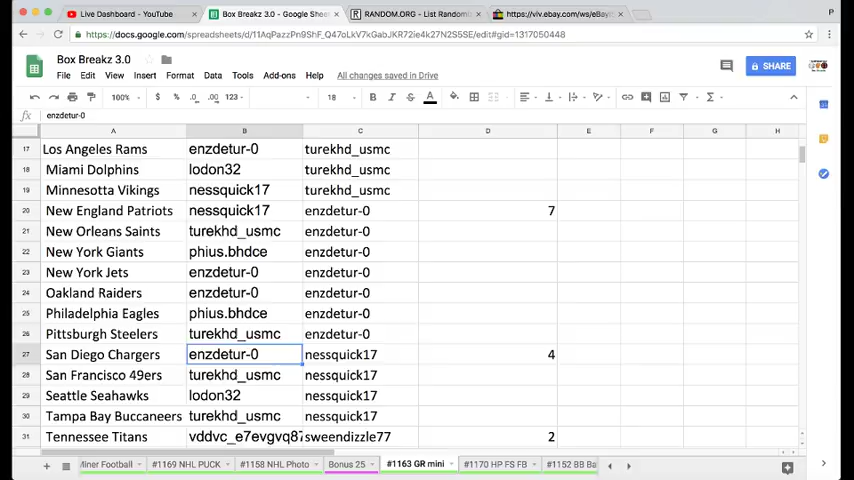 Live Dashboard - YouTube
Box Breakz 3.0 - Google Shee
RANDOM.ORG - List Randomi
https://viv.ebay.com/ws/eBayIS
https://docs.google.com/spreadsheets/d/11AqPazzPn9ShF_Q47oLkV7kGabJKR72ie4k27N2S5SE/edit#gid=1317050448
Box Breakz 3.0
File Edit View Insert Format Data Tools Add-ons Help All changes saved in Drive
SHARE
100% $ % .0 .00 123 18 B I S A
fx enzdetur-0
A B C D E F G H
17 Los Angeles Rams enzdetur-0 turekhd_usmc
18 Miami Dolphins lodon32 turekhd_usmc
19 Minnesotta Vikings nessquick17 turekhd_usmc
20 New England Patriots nessquick17 enzdetur-0 7
21 New Orleans Saints turekhd_usmc enzdetur-0
22 New York Giants phius.bhdce enzdetur-0
23 New York Jets enzdetur-0 enzdetur-0
24 Oakland Raiders enzdetur-0 enzdetur-0
25 Philadelphia Eagles phius.bhdce enzdetur-0
26 Pittsburgh Steelers turekhd_usmc enzdetur-0
27 San Diego Chargers enzdetur-0 nessquick17 4
28 San Francisco 49ers turekhd_usmc nessquick17
29 Seattle Seahawks lodon32 nessquick17
30 Tampa Bay Buccaneers turekhd_usmc nessquick17
31 Tennessee Titans vddvc_e7evgvq87 sweendizzle77 2
Miner Football #1169 NHL PUCK #1158 NHL Photo Bonus 25 #1163 GR mini #1170 HP FS FB #1152 BB Ba